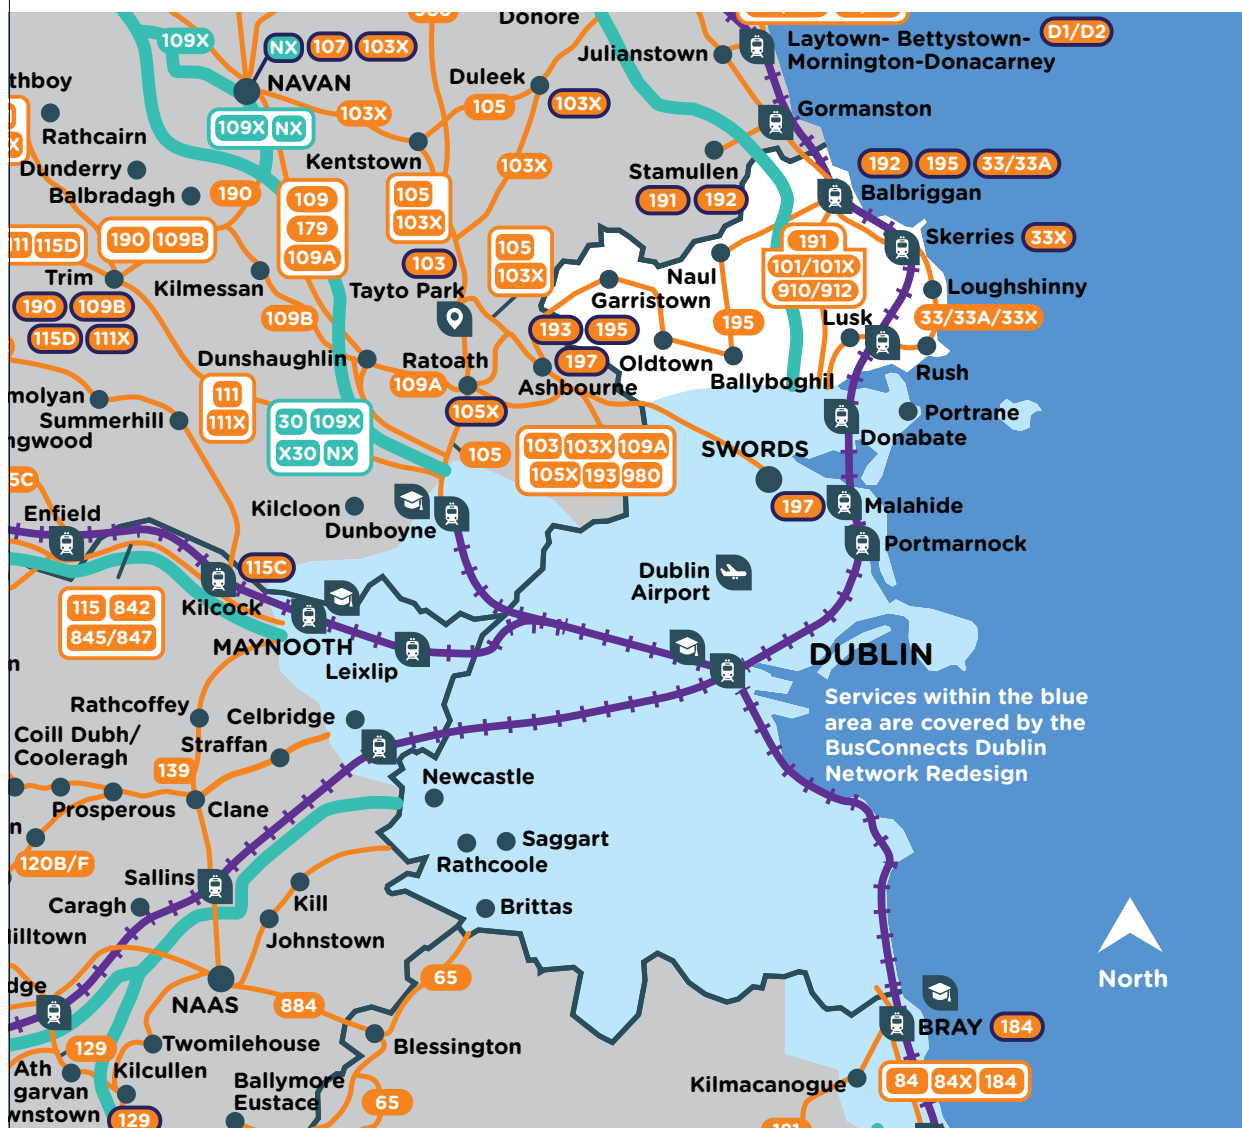 Donore
109X
NX
107
103X
Julianstown
Laytown- Bettystown-
Mornington-Donacarney
D1/D2
NAVAN
Duleek
103X
thboy
105
103X
Gormanston
109X
NX
Rathcairn
Kentstown
Dunderry
103X
Stamullen
192
195
33/33A
Balbradagh
190
105
103X
191
192
Balbriggan
109
179
109A
111
115D
190
109B
105
103X
191
101/101X
910/912
Skerries
33X
Trim
Kilmessan
103
Tayto Park
Naul
Garristown
Loughshinny
190
109B
115D
111X
109B
193
195
197
195
Lusk
33/33A/33X
Dunshaughlin
Ratoath
109A
Ashbourne
Oldtown
Ballyboghil
Rush
molyan
Summerhill
ngwood
111
111X
30
109X
X30
NX
105X
Portrane
Donabate
105
103
103X
109A
105X
193
980
SWORDS
5C
Enfield
Kilcloon
Dunboyne
197
Malahide
Portmarnock
115C
Dublin
Airport
115
842
845/847
Kilcock
MAYNOOTH
Leixlip
DUBLIN
n
Services within the blue
area are covered by the
BusConnects Dublin
Network Redesign
Rathcoffey
Celbridge
Coill Dubh/
Cooleragh
Straffan
139
Newcastle
Prosperous
Clane
n
Saggart
Rathcoole
120B/F
Sallins
Kill
Caragh
Brittas
illtown
Johnstown
North
dge
65
NAAS
884
BRAY
184
129
Twomilehouse
Blessington
Ath
garvan
Kilcullen
Ballymore
Eustace
Kilmacanogue
84
84X
184
wnstown
129
65